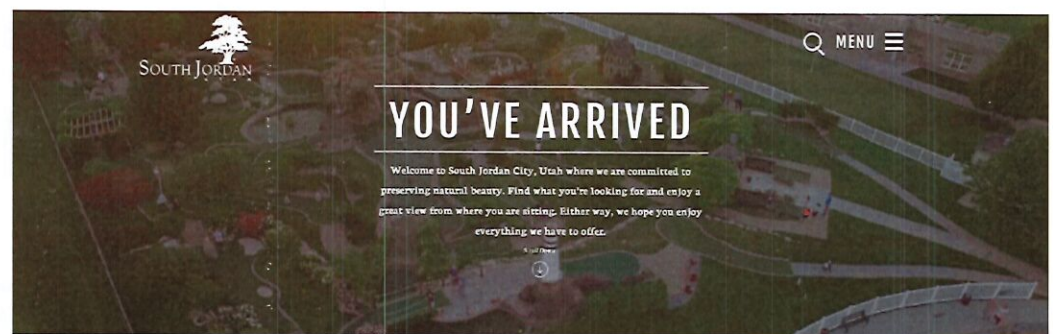 SOUTH JORDAN
MENU
YOU'VE ARRIVED
Welcome to South Jordan City, Utah where we are committed to
preserving natural beauty. Find what you're looking for and enjoy a
great view from where you are sitting. Either way, we hope you enjoy
everything we have to offer.
Scroll Down